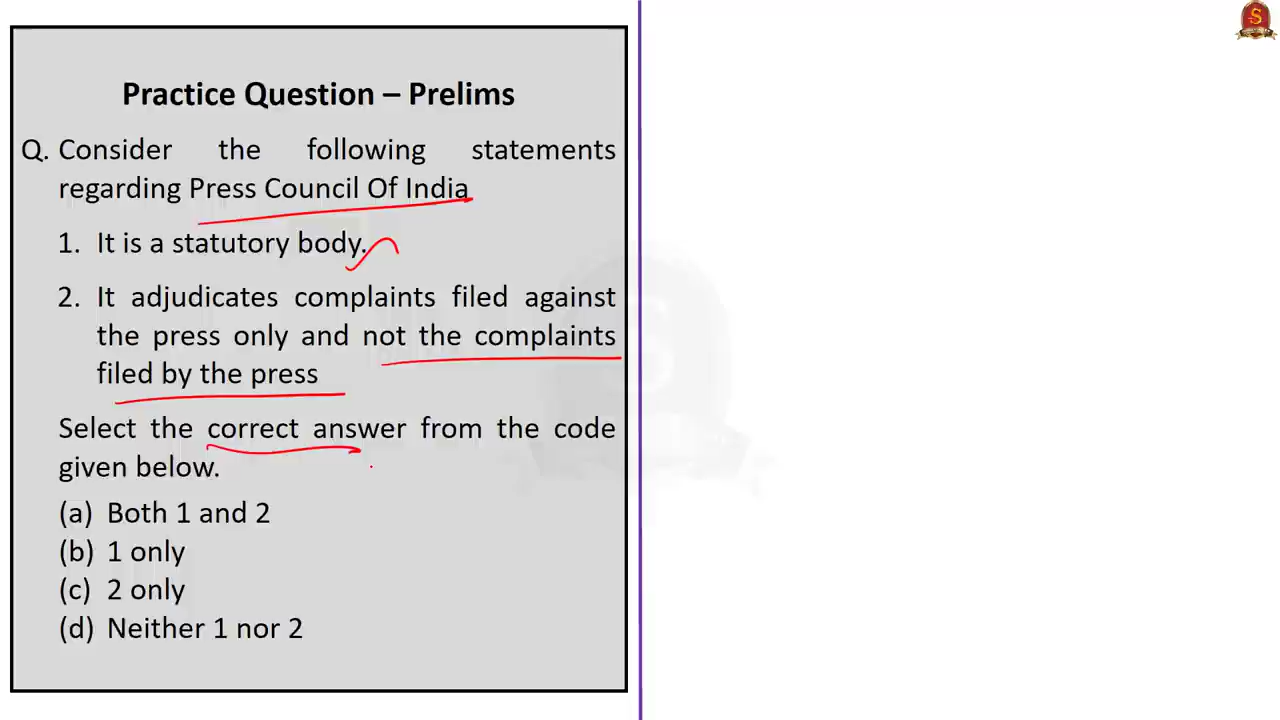 Practice Question – Prelims
Q. Consider the following statements
regarding Press Council Of India
1. It is a statutory body.
2. It adjudicates complaints filed against
the press only and not the complaints
filed by the press
Select the correct answer from the code
given below.
(a) Both 1 and 2
(b) 1 only
(c) 2 only
(d) Neither 1 nor 2